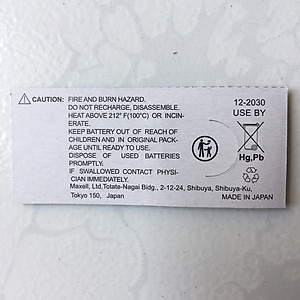 CAUTION: FIRE AND BURN HAZARD.
DO NOT RECHARGE, DISASSEMBLE.
HEAT ABOVE 212° F(100°C) OR INCIN-
ERATE.
KEEP BATTERY OUT OF REACH OF
CHILDREN AND IN ORIGINAL PACK-
AGE UNTIL READY TO USE.
DISPOSE OF USED BATTERIES
PROMPTLY.
IF SWALLOWED CONTACT PHYSI-
CIAN IMMEDIATELY.
Maxell, Ltd,Totate-Nagai Bidg., 2-12-24, Shibuya, Shibuya-Ku,
Tokyo 150, Japan
12-2030
USE BY
Hg,Pb
MADE IN JAPAN